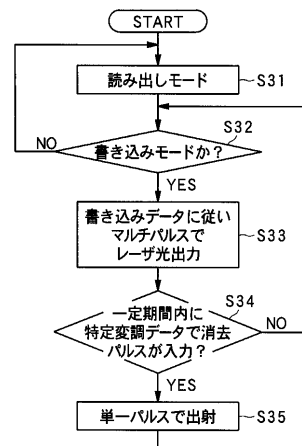 START
読み出しモード
S31
S32
書き込みモードか?
NO
YES
書き込みデータに従い
マルチパルスで
レーザ光出力
S33
S34
一定期間内に
特定変調データで消去
パルスが入力?
NO
YES
単一パルスで出射
S35